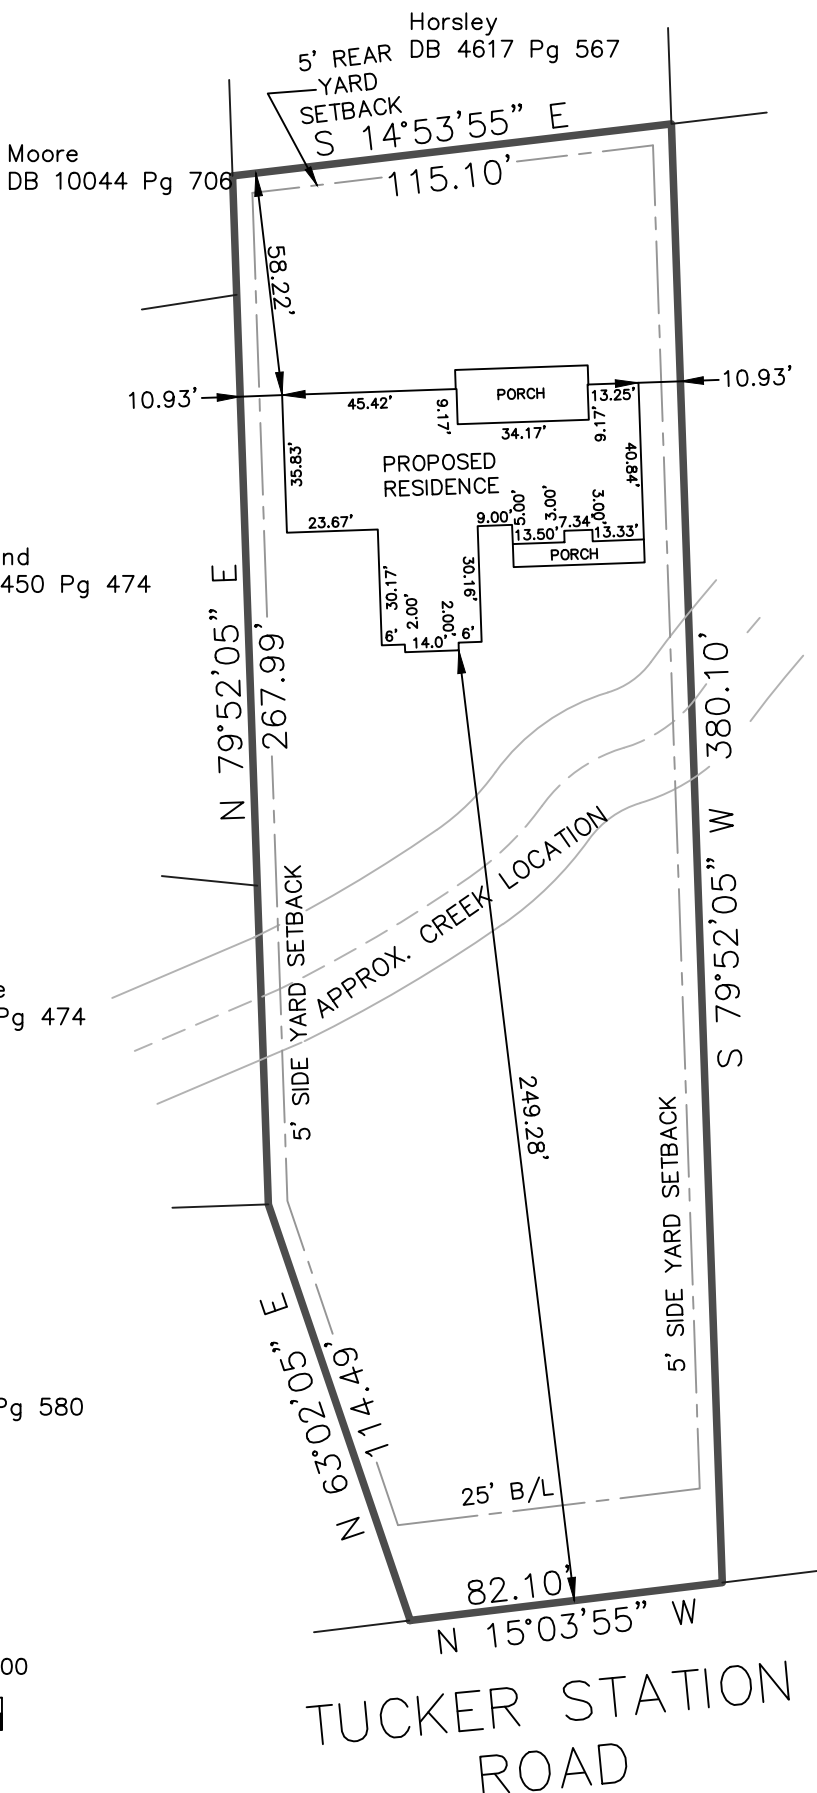 Horsley
DB 4617 Pg 567
5' REAR
YARD
SETBACK
S 14°53'55" E
115.10'
Moore
DB 10044 Pg 706
58.22'
10.93'
45.42'
9.17'
PORCH
34.17'
13.25'
9.17'
10.93'
35.83'
PROPOSED
RESIDENCE
40.84'
23.67'
9.00'
5.00'
13.50'
3.00'
7.34'
3.00'
13.33'
PORCH
30.17'
2.00'
2.00'
30.16'
6'
14.0'
6'
nd
450 Pg 474
N 79°52'05" E
267.99'
S 79°52'05" W 380.10'
APPROX. CREEK LOCATION
5' SIDE YARD SETBACK
e
Pg 474
249.28'
5' SIDE YARD SETBACK
N 63°02'05" E
114.49'
Pg 580
25' B/L
82.10'
N 15°03'55" W
00
TUCKER STATION
ROAD